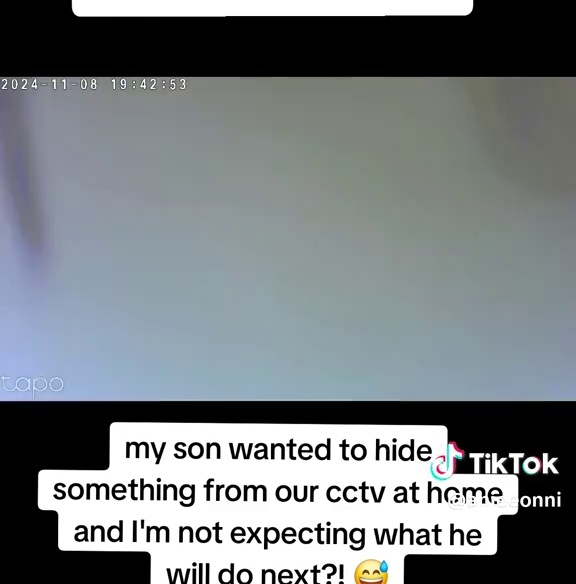 2024-11-08 19:42:53
tapo
my son wanted to hide
TikTok
something from our cctv at home
and I'm not expecting what he
will do next?! 😅